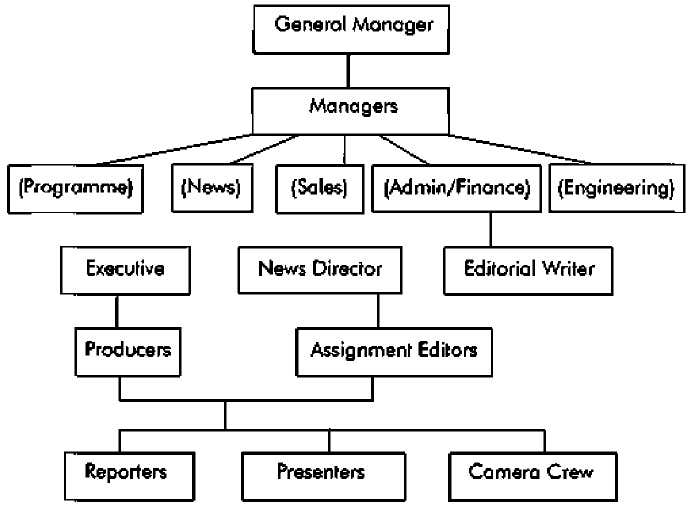 General Manager
Managers
(Programme)
(News)
(Sales)
(Admin/Finance)
(Engineering)
Executive
News Director
Editorial Writer
Producers
Assignment Editors
Reporters
Presenters
Camera Crew